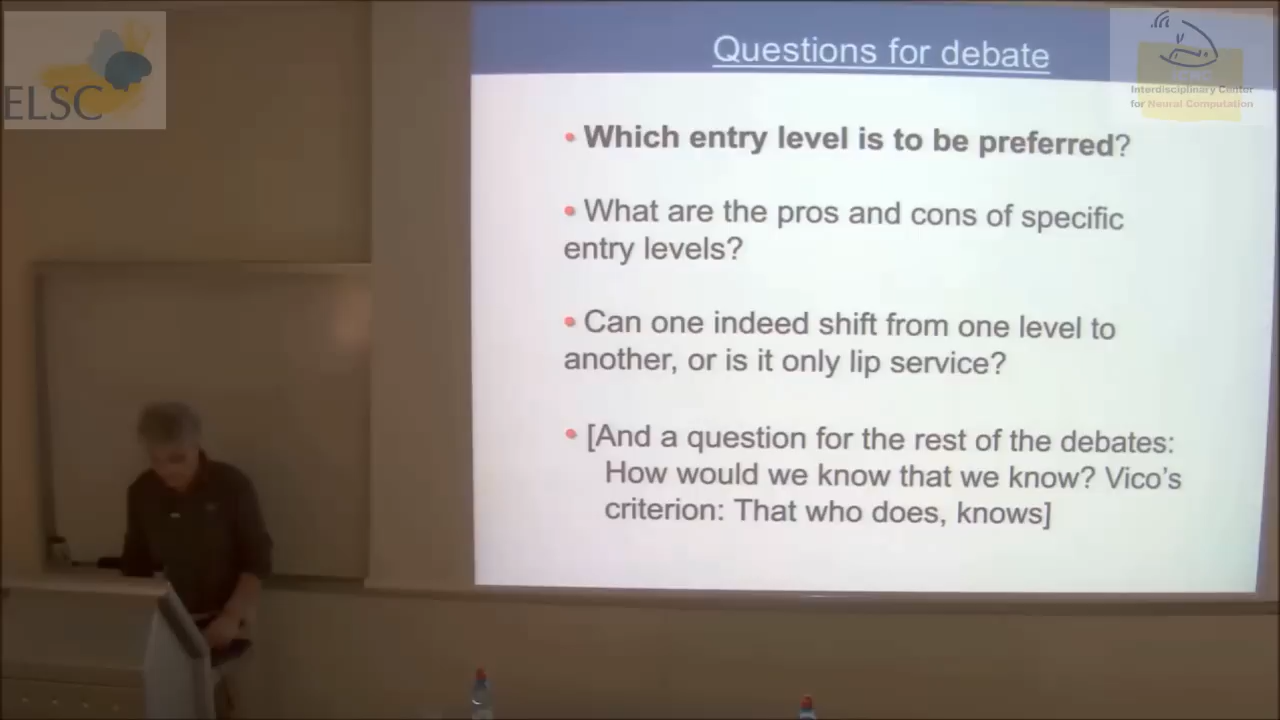 ELSC
Questions for debate
Interdisciplinary Center
for Neural Computation
• Which entry level is to be preferred?
• What are the pros and cons of specific
entry levels?
• Can one indeed shift from one level to
another, or is it only lip service?
• [And a question for the rest of the debates:
How would we know that we know? Vico's
criterion: That who does, knows]